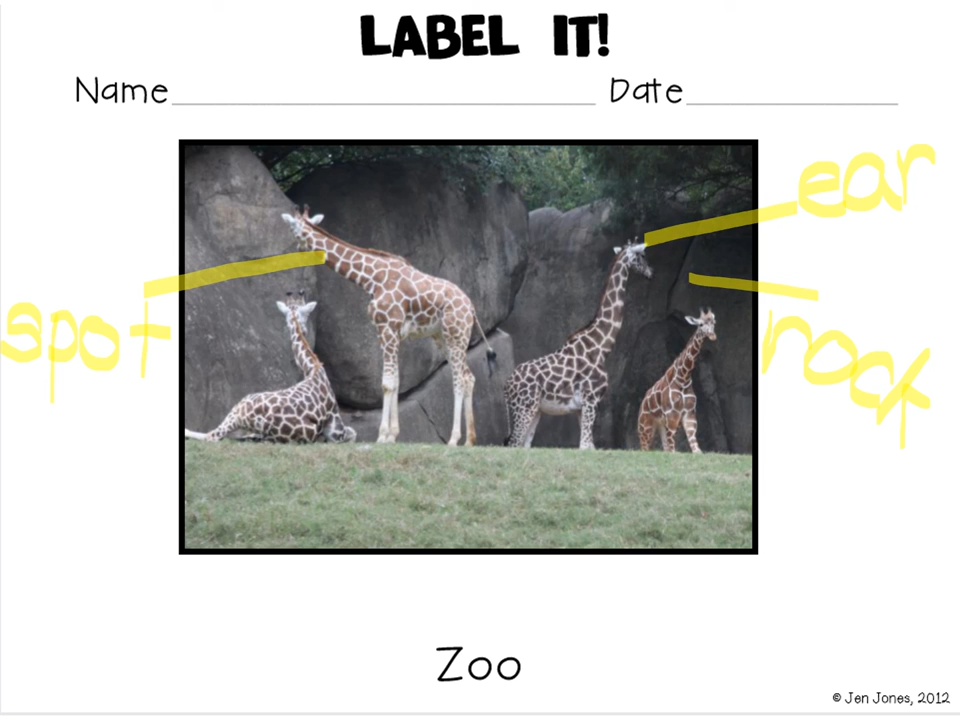 LABEL IT!
Name Date
ear
spot
rock
Zoo
© Jen Jones, 2012